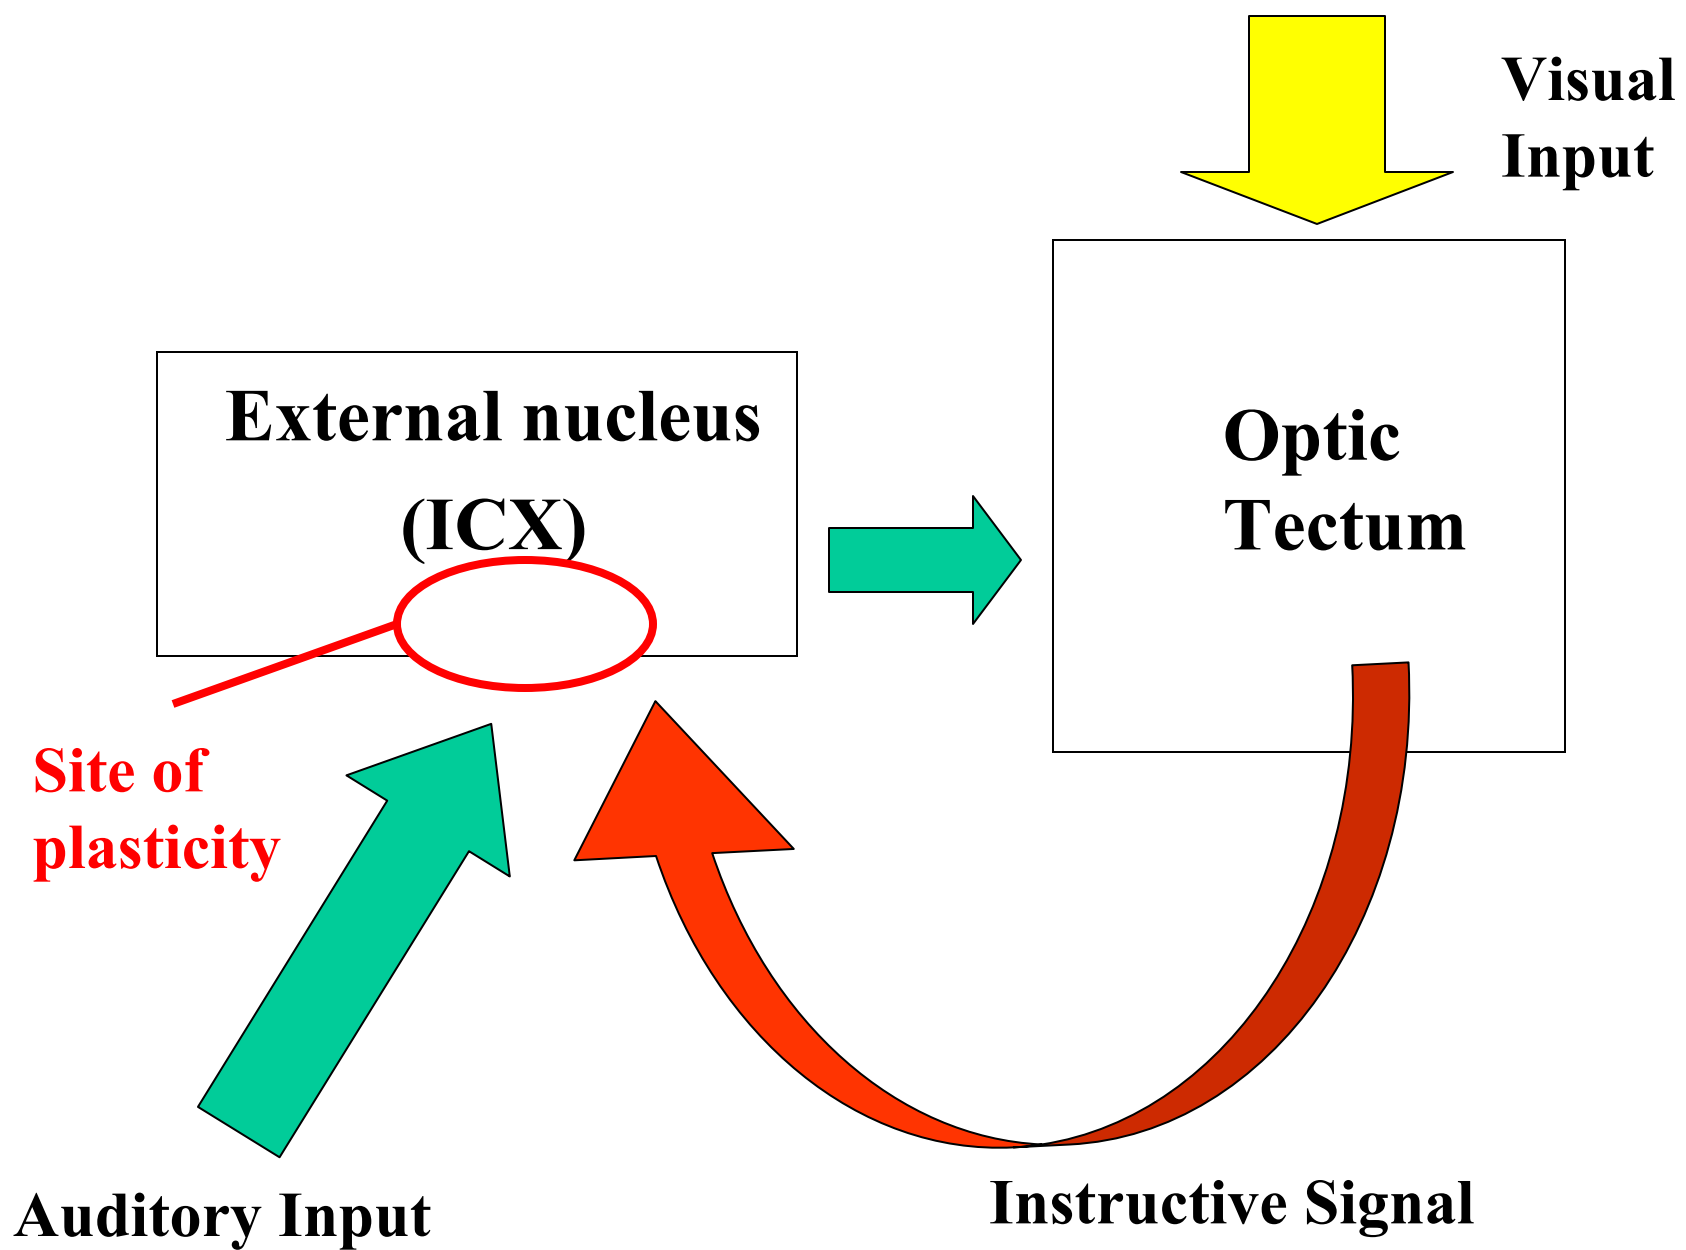 Visual
Input
External nucleus
(ICX)
Optic
Tectum
Site of
plasticity
Auditory Input
Instructive Signal